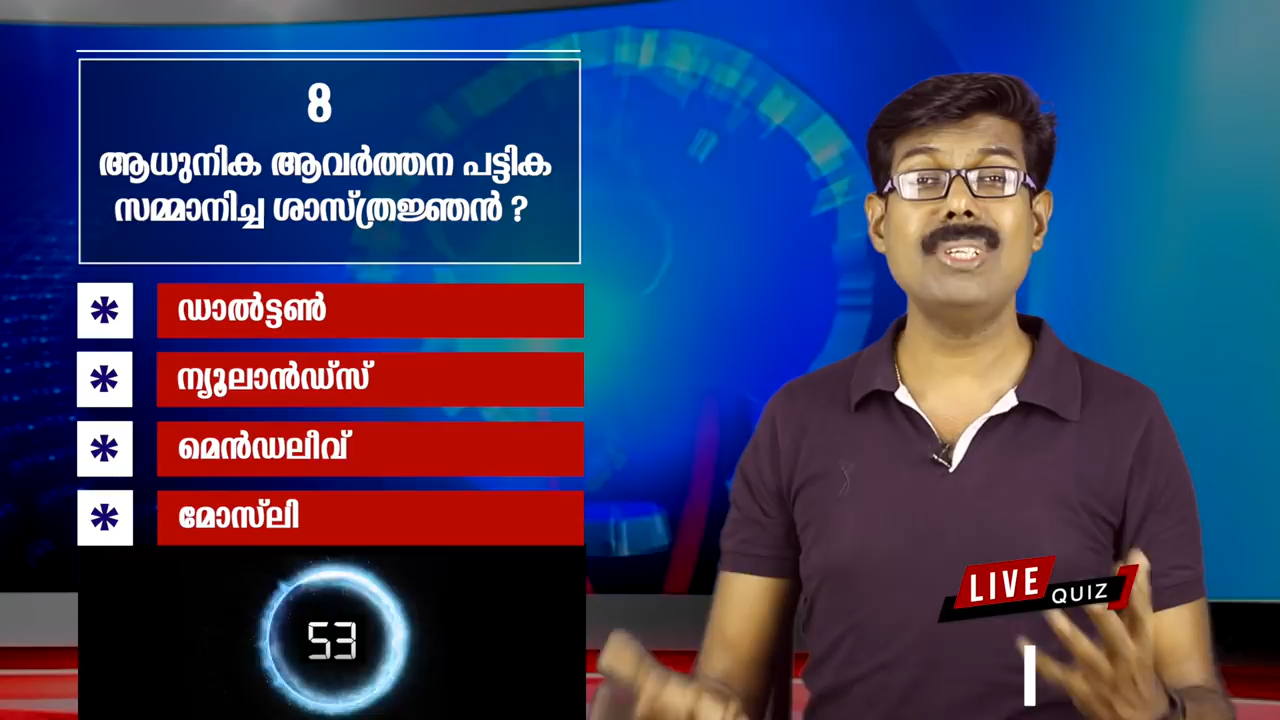 8
ആധുനിക ആവർത്തന പട്ടിക
സമ്മാനിച്ച ശാസ്ത്രജ്ഞൻ ?
* ഡാൽട്ടൺ
* ന്യൂലാൻഡ്സ്
* മെൻഡലീവ്
* മോസ്‌ലി
53
LIVE
QUIZ